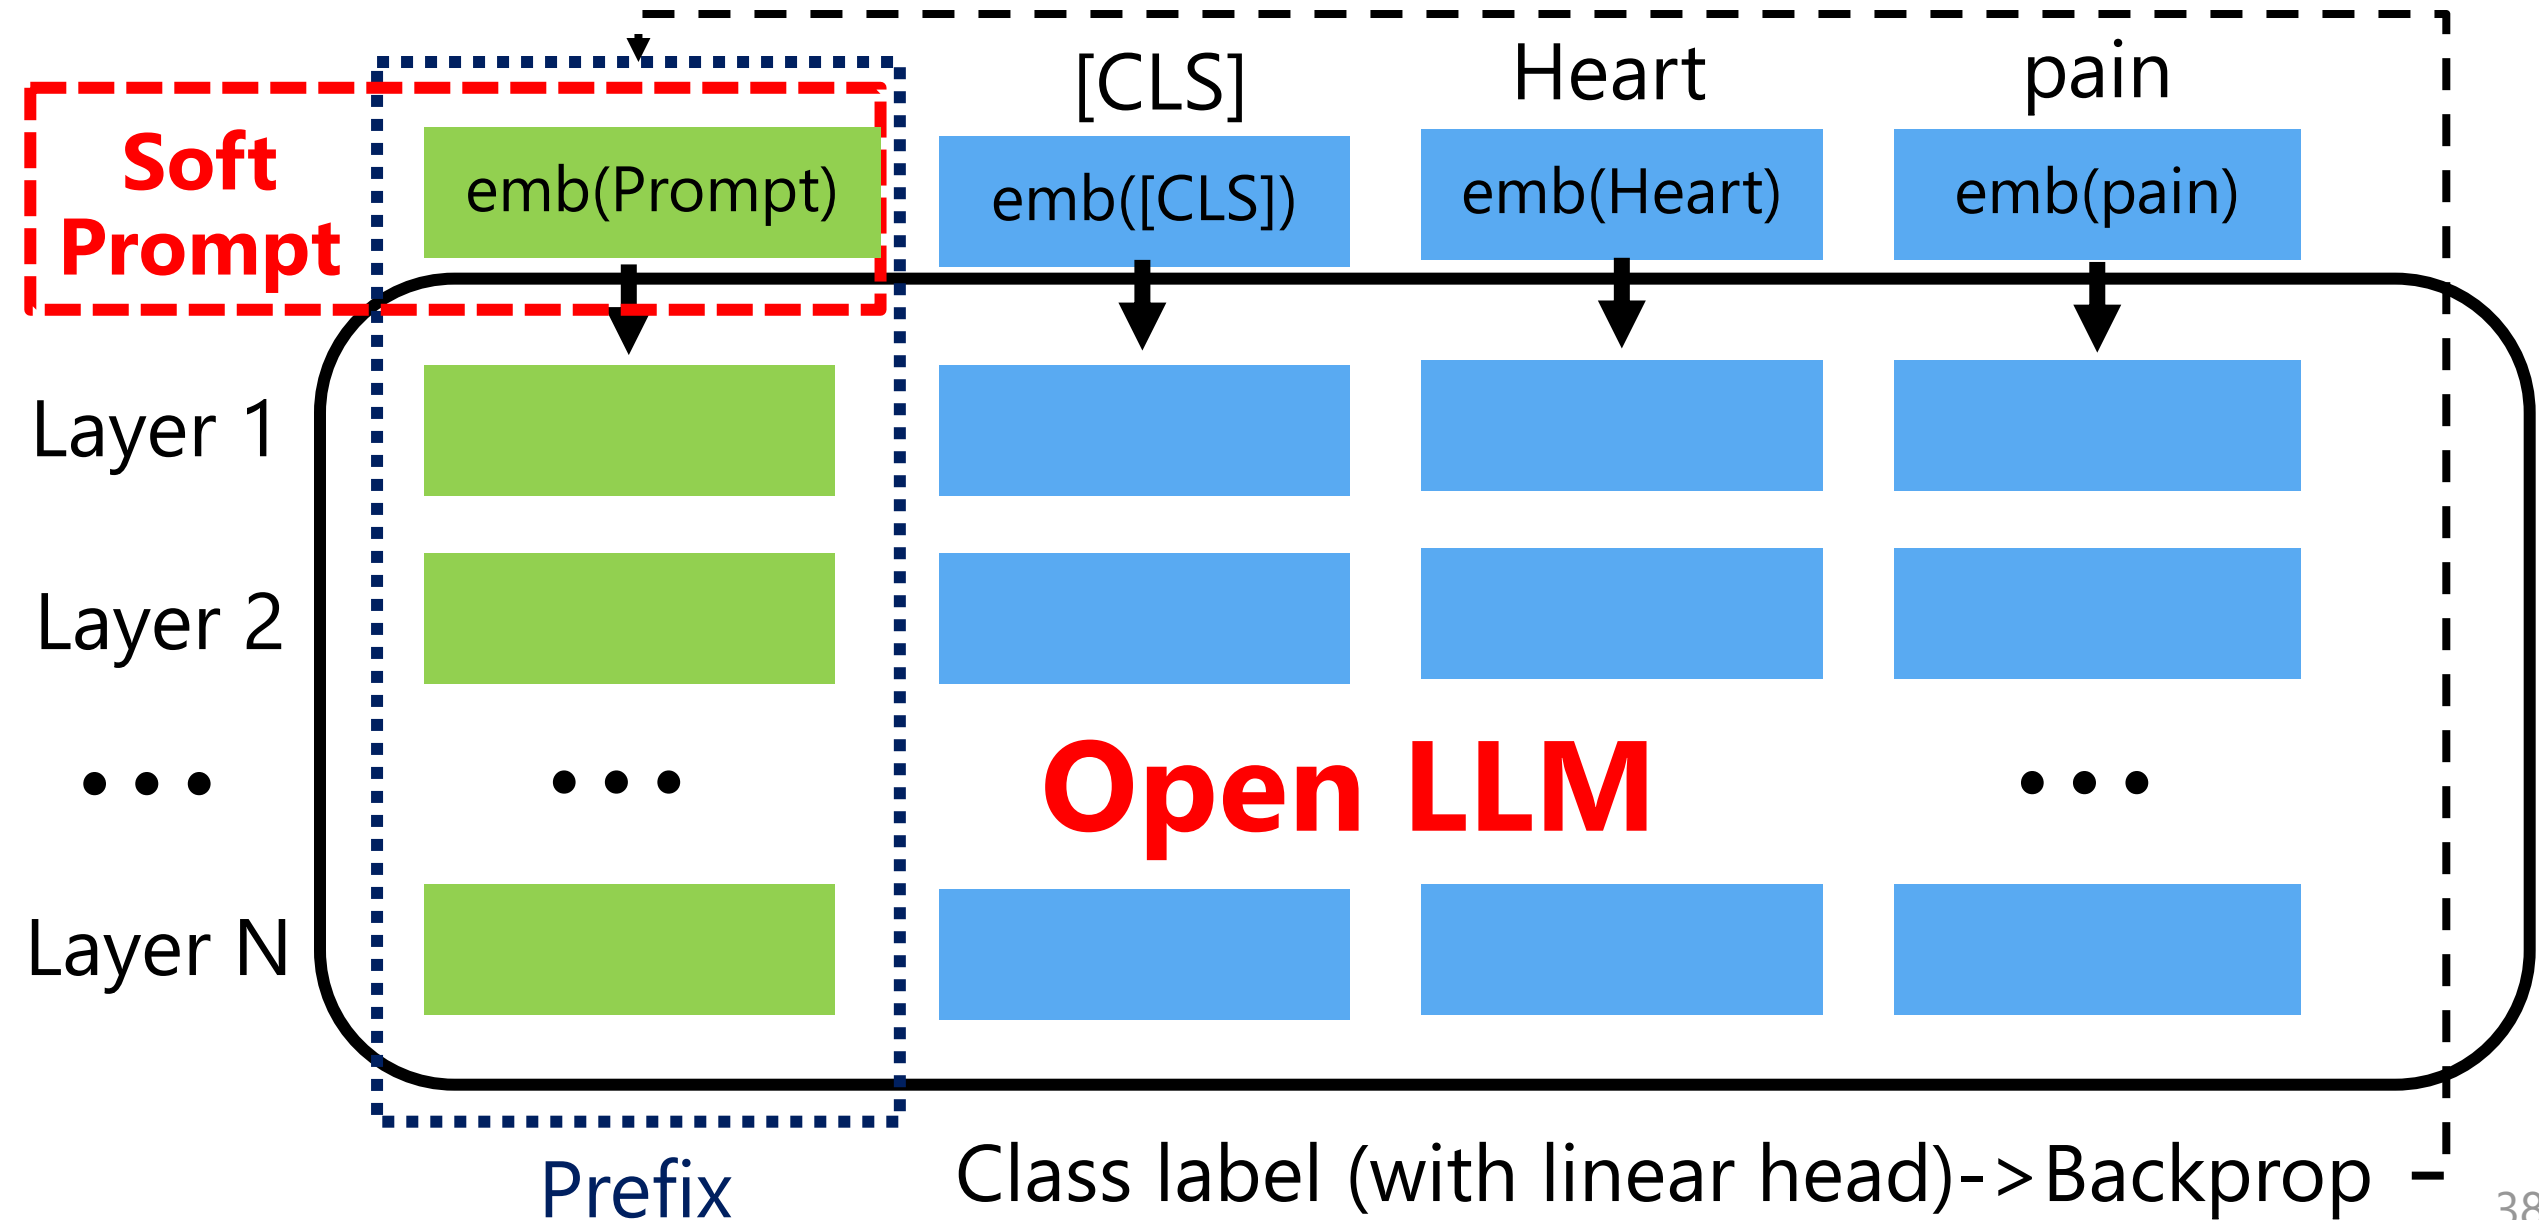 [CLS]
Heart
pain
Soft
Prompt
emb(Prompt)
emb([CLS])
emb(Heart)
emb(pain)
Layer 1
Layer 2
• • •
• • •
Open LLM
• • •
Layer N
Prefix
Class label (with linear head)->Backprop
38